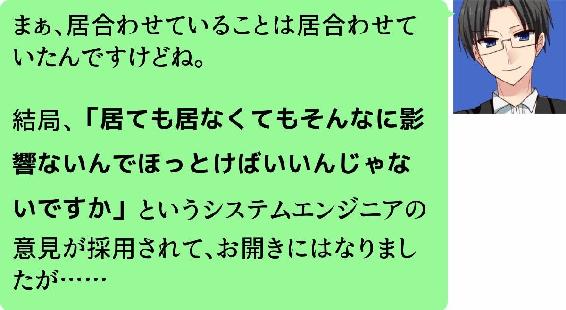 まぁ、居合わせていることは居合わせて
いたんですけどね。
結局、「居ても居なくてもそんなに影
響ないんでほっとけばいいんじゃな
いですか」というシステムエンジニアの
意見が採用されて、お開きにはなりまし
たが……